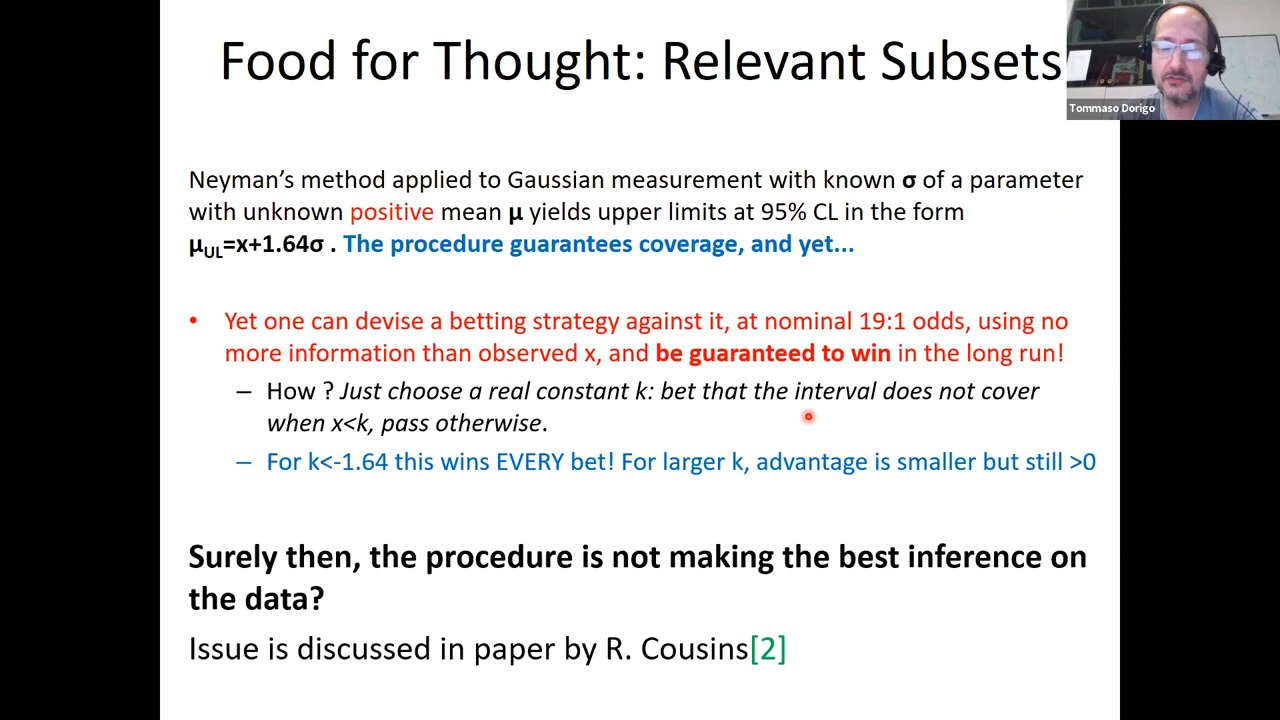 Food for Thought: Relevant Subsets
Tommaso Dorigo
Neyman’s method applied to Gaussian measurement with known σ of a parameter
with unknown positive mean μ yields upper limits at 95% CL in the form
μUL=x+1.64σ . The procedure guarantees coverage, and yet...
• Yet one can devise a betting strategy against it, at nominal 19:1 odds, using no
more information than observed x, and be guaranteed to win in the long run!
– How ? Just choose a real constant k: bet that the interval does not cover
when x<k, pass otherwise.
– For k<-1.64 this wins EVERY bet! For larger k, advantage is smaller but still >0
Surely then, the procedure is not making the best inference on
the data?
Issue is discussed in paper by R. Cousins[2]